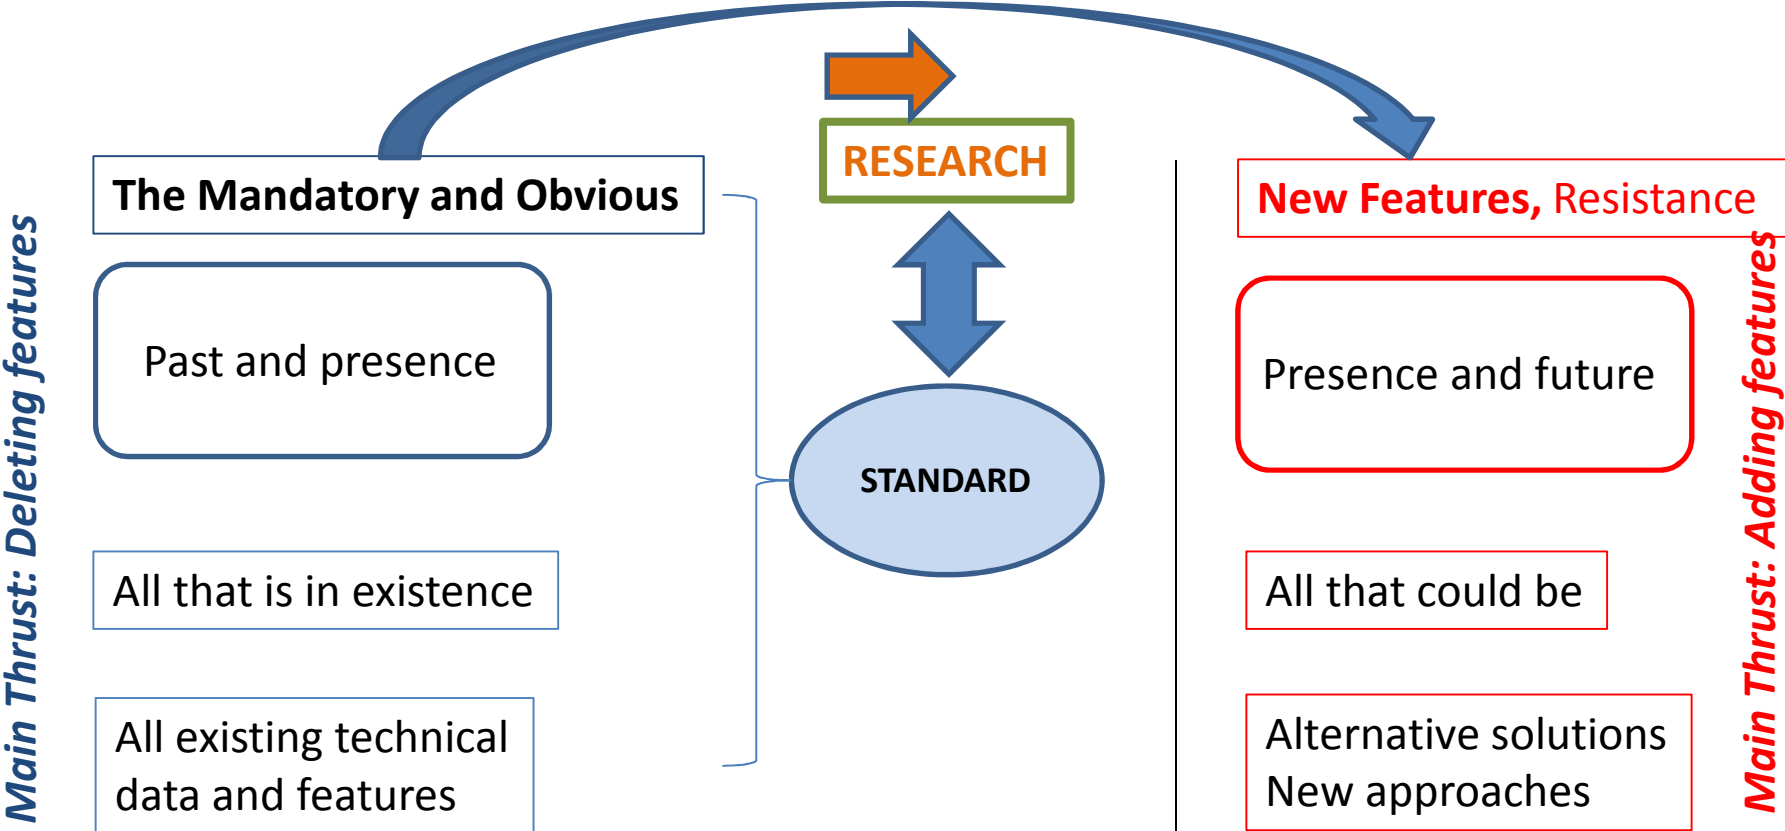 Main Thrust: Deleting features
The Mandatory and Obvious
Past and presence
All that is in existence
All existing technical
data and features
RESEARCH
STANDARD
New Features, Resistance
Presence and future
All that could be
Alternative solutions
New approaches
Main Thrust: Adding features